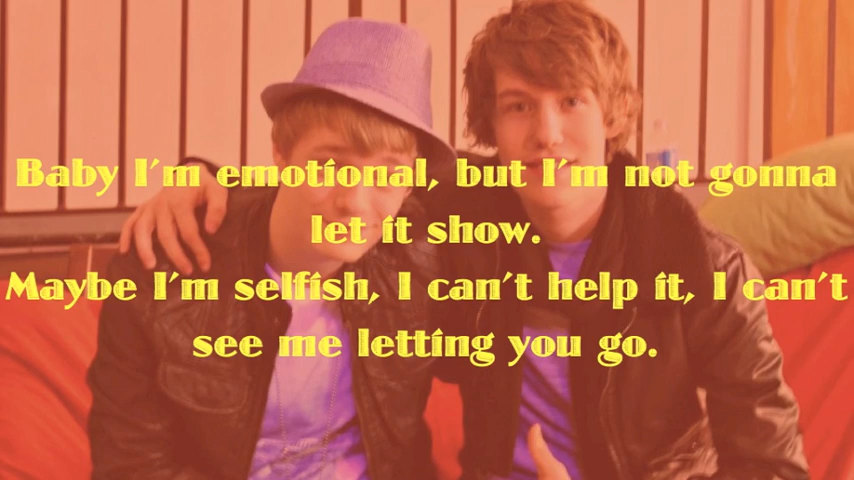 Baby I'm emotional, but I'm not gonna
let it show.
Maybe I'm selfish, I can't help it, I can't
see me letting you go.